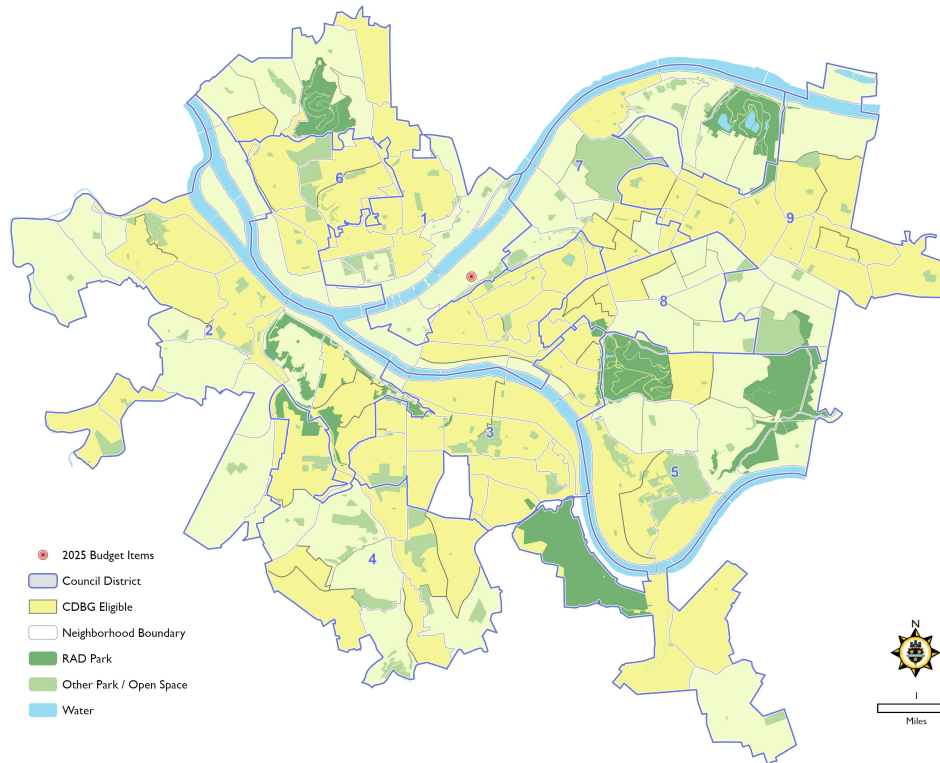 6
7
1
9
8
2
3
5
4
2025 Budget Items
Council District
CDBG Eligible
Neighborhood Boundary
RAD Park
Other Park / Open Space
Water
N
1
Miles